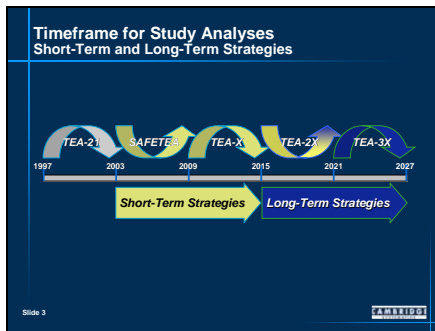 Timeframe for Study Analyses
Short-Term and Long-Term Strategies
TEA-21 SAFETEA TEA-X TEA-2X TEA-3X
1997 2003 2009 2015 2021 2027
Short-Term Strategies Long-Term Strategies
Slide 3
CAMBRIDGE